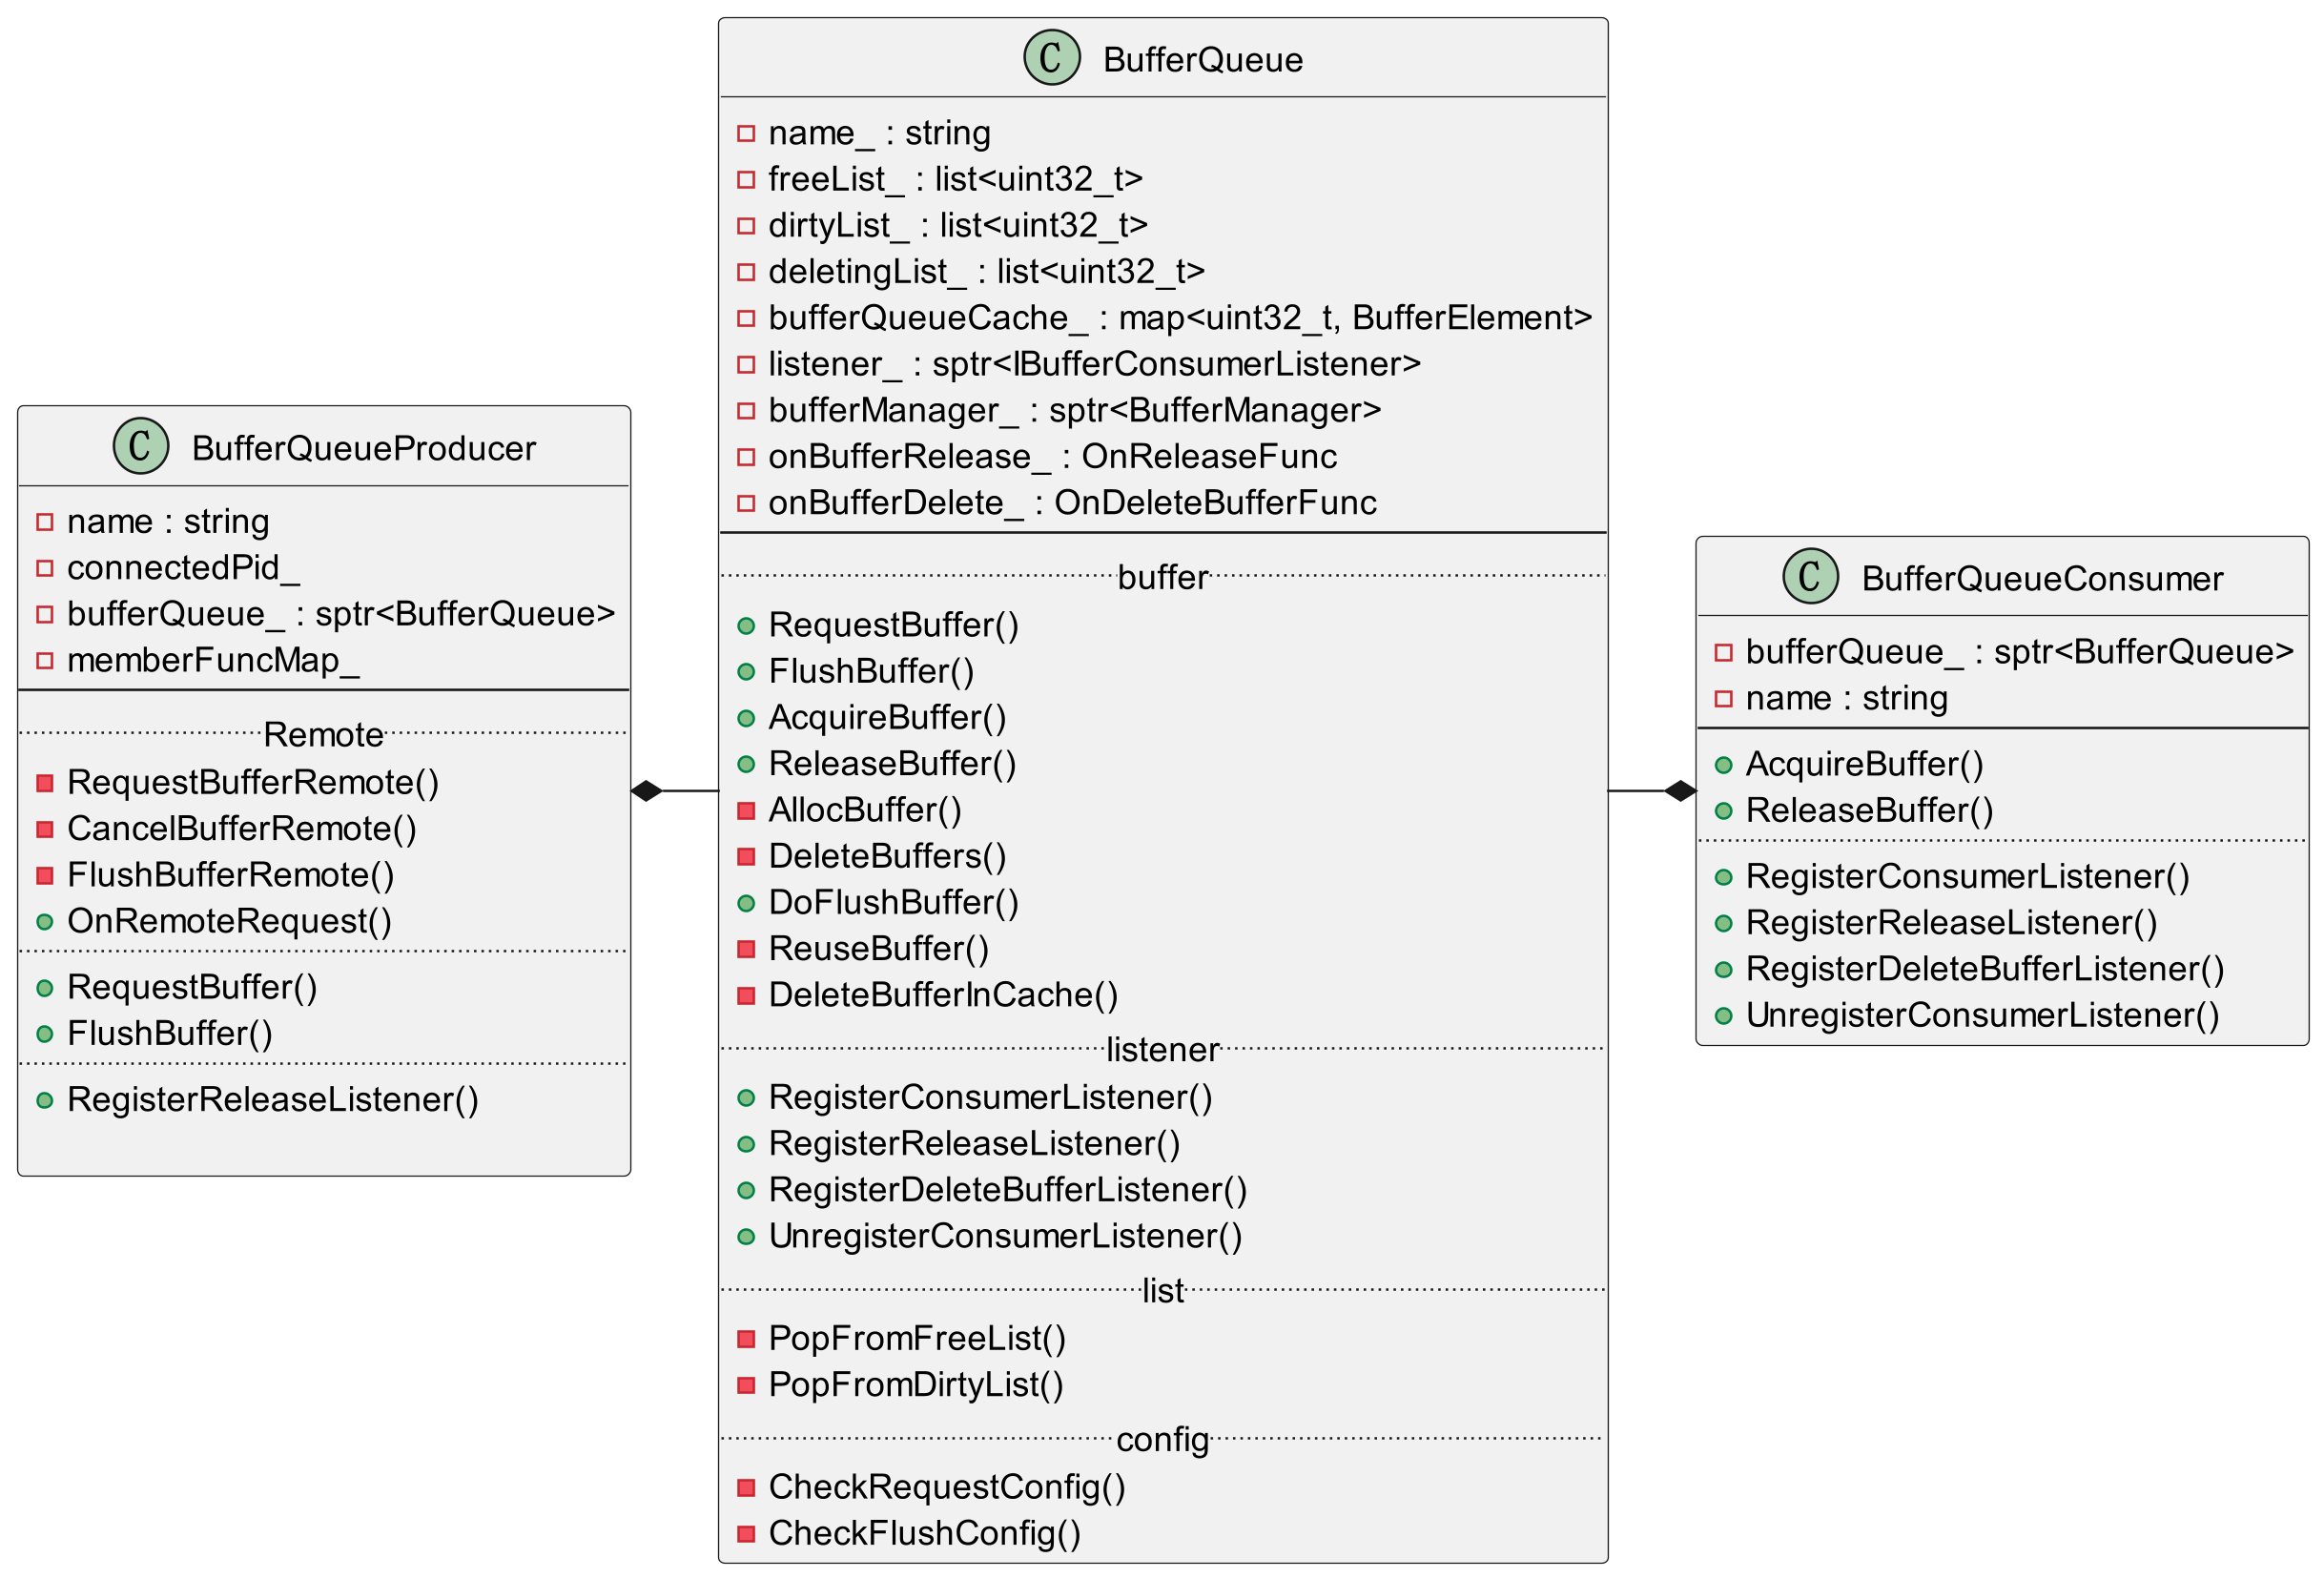 C BufferQueueProducer
name : string
connectedPid_
bufferQueue_ : sptr<BufferQueue>
memberFuncMap_
Remote
RequestBufferRemote()
CancelBufferRemote()
FlushBufferRemote()
OnRemoteRequest()
RequestBuffer()
FlushBuffer()
RegisterReleaseListener()
C BufferQueue
name_ : string
freeList_ : list<uint32_t>
dirtyList_ : list<uint32_t>
deletingList_ : list<uint32_t>
bufferQueueCache_ : map<uint32_t, BufferElement>
listener_ : sptr<IBufferConsumerListener>
bufferManager_ : sptr<BufferManager>
onBufferRelease_ : OnReleaseFunc
onBufferDelete_ : OnDeleteBufferFunc
buffer
RequestBuffer()
FlushBuffer()
AcquireBuffer()
ReleaseBuffer()
AllocBuffer()
DeleteBuffers()
DoFlushBuffer()
ReuseBuffer()
DeleteBufferInCache()
listener
RegisterConsumerListener()
RegisterReleaseListener()
RegisterDeleteBufferListener()
UnregisterConsumerListener()
list
PopFromFreeList()
PopFromDirtyList()
config
CheckRequestConfig()
CheckFlushConfig()
C BufferQueueConsumer
bufferQueue_ : sptr<BufferQueue>
name : string
AcquireBuffer()
ReleaseBuffer()
RegisterConsumerListener()
RegisterReleaseListener()
RegisterDeleteBufferListener()
UnregisterConsumerListener()